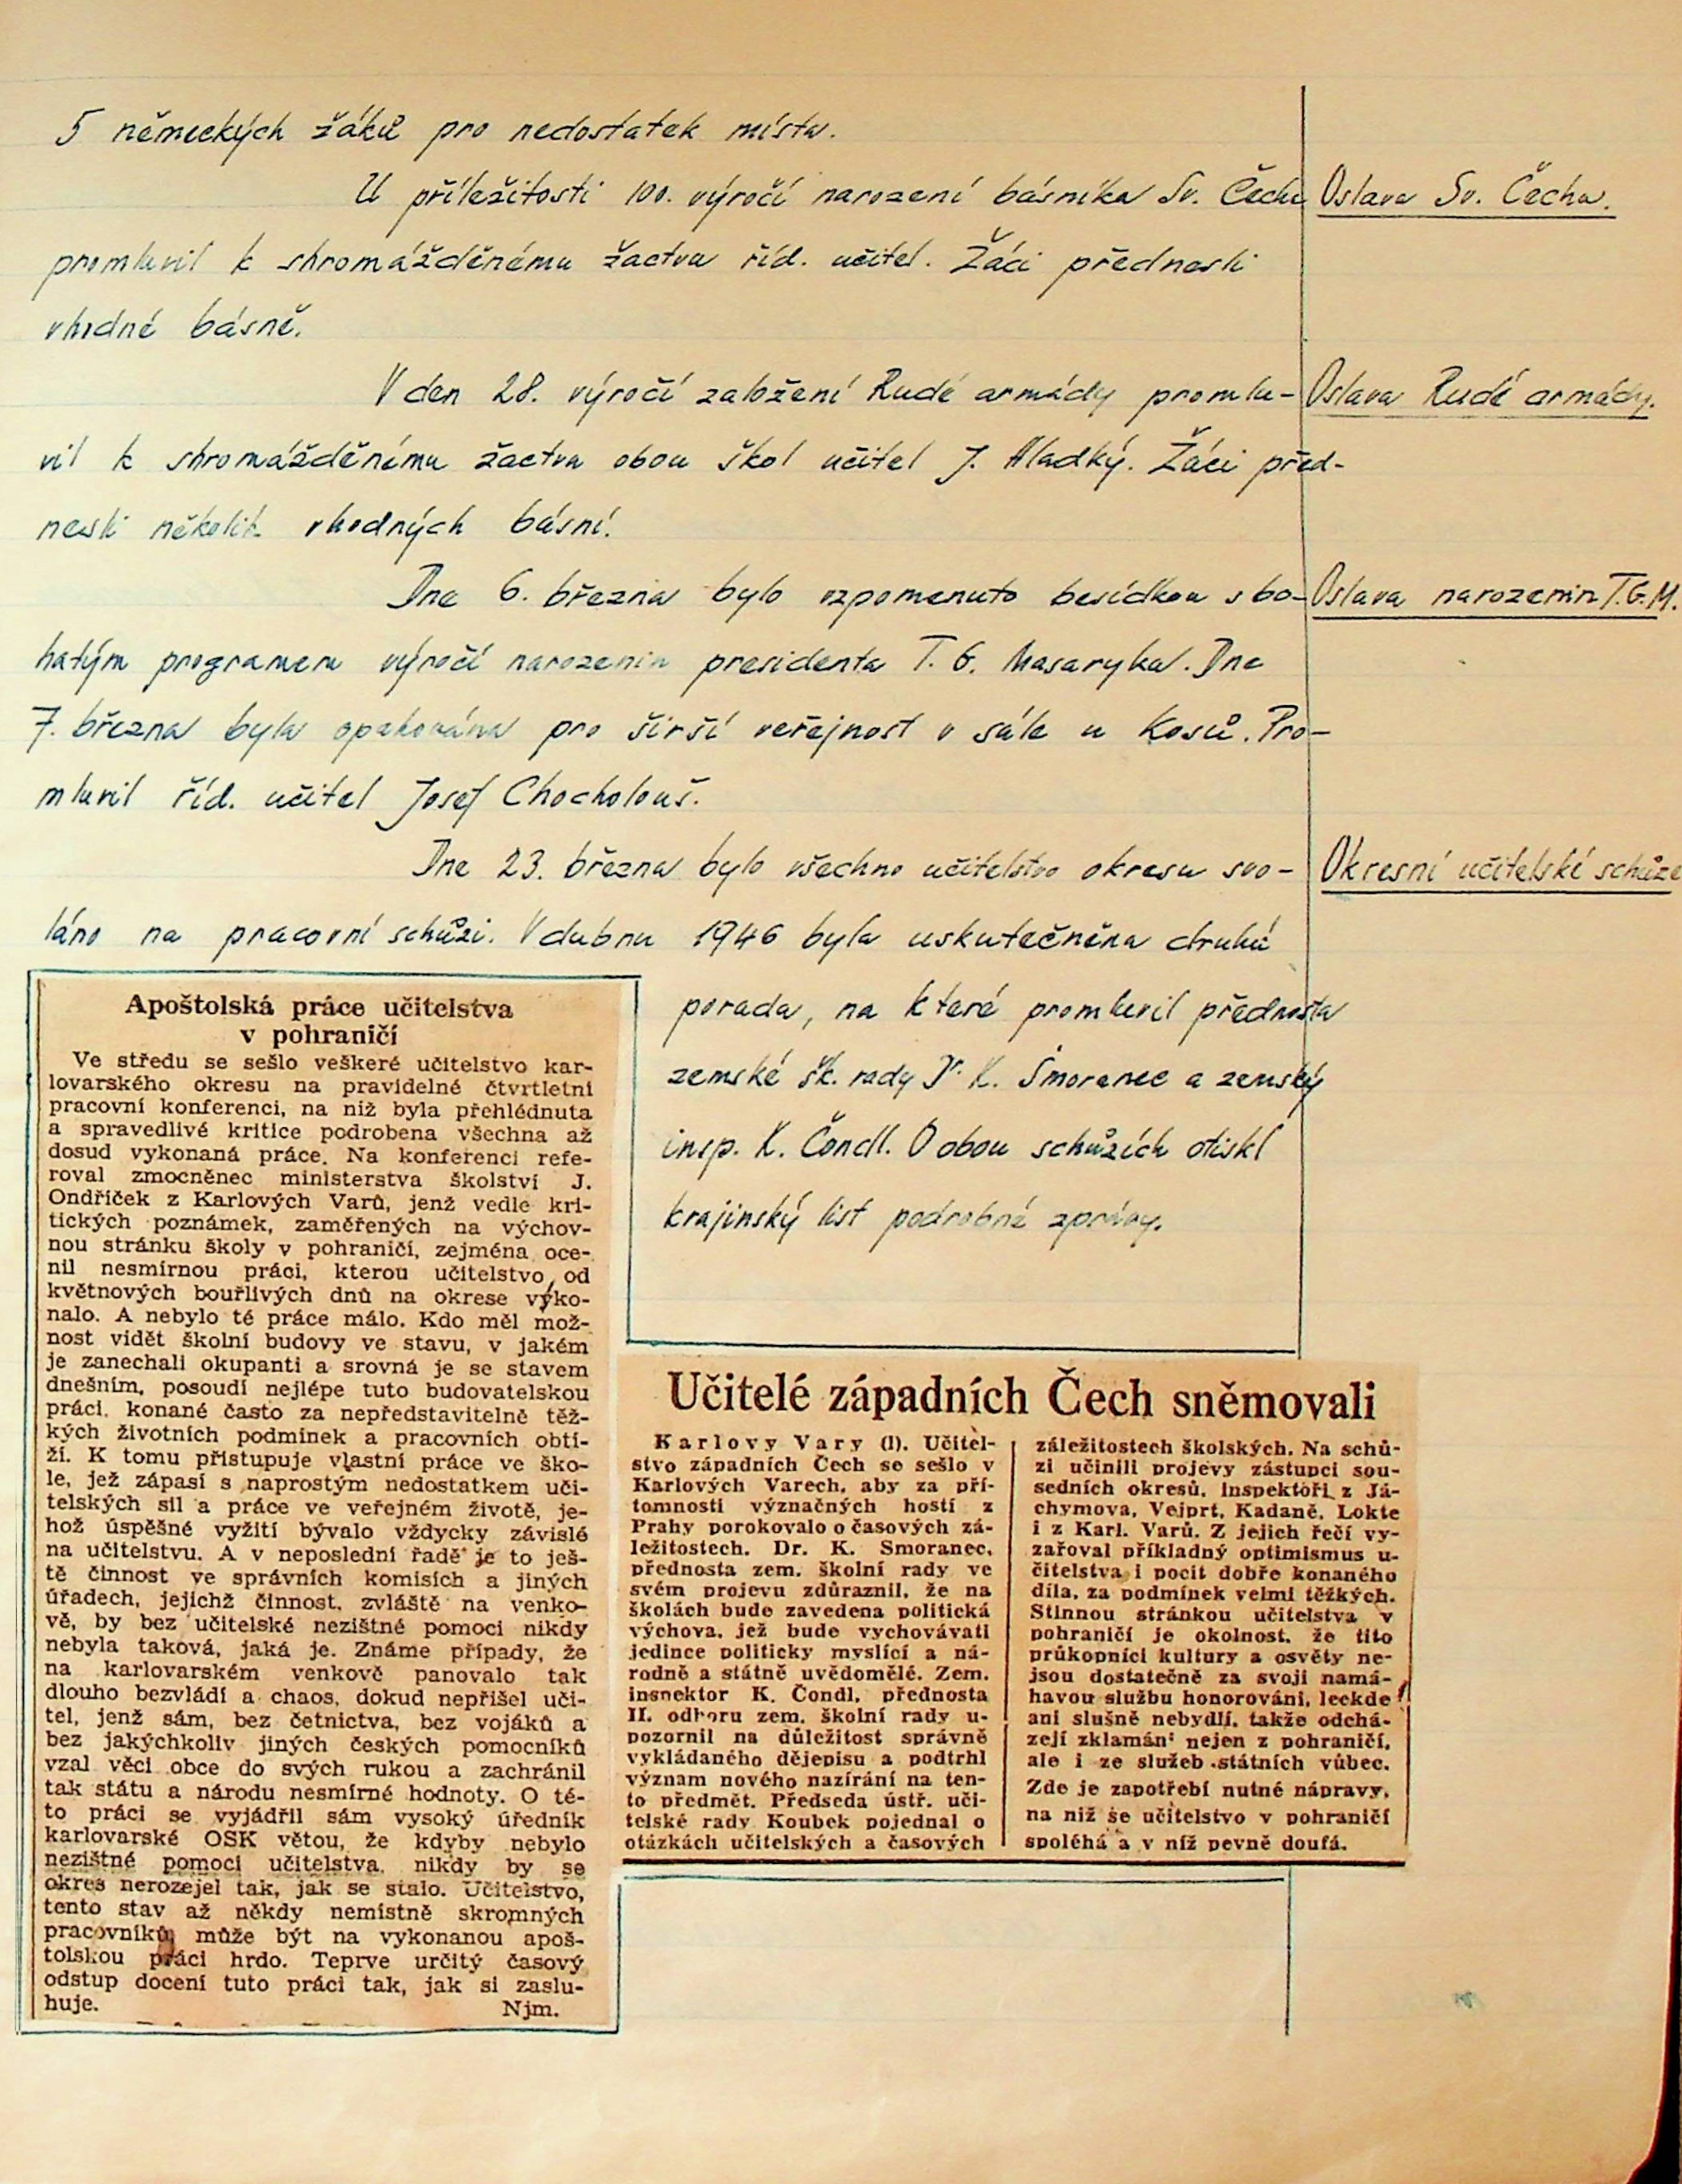 5 německých žáků pro nedostatek místa.
U příležitosti 100. výročí narození básníka Sv. Čecha
Oslava Sv. Čecha.
promluvil k shromážděnému žactvu říd. učitel. Žáci přednesli
vhodné básně.
V den 28. výročí založení Rudé armády promlu-
Oslava Rudé armády.
vil k shromážděnému žactvu obou škol učitel J. Hladký. Žáci před-
nesli několik vhodných básní.
Dne 6. března bylo vzpomenuto besídkou s bo-
Oslava narozenin T.G.M.
hatým programem výročí narozenin presidenta T. G. Masaryka. Dne
7. března byla opakována pro širší veřejnost v sále u Kosů. Pro-
mluvil říd. učitel Josef Chocholouš.
Dne 23. března bylo všechno učitelstvo okresu svo-
Okresní učitelské schůze
láno na pracovní schůzi. V dubnu 1946 byla uskutečněna druhá
porada, na které promluvil přednosta
zemské šk. rady Dr. K. Smoranec a zemský
insp. K. Čondl. O obou schůzích otiskl
krajinský list podrobné zprávy.
Apoštolská práce učitelstva
v pohraničí
Ve středu se sešlo veškeré učitelstvo kar-
lovarského okresu na pravidelné čtvrtletní
pracovní konferenci, na niž byla přehlédnuta
a spravedlivé kritice podrobena všechna až
dosud vykonaná práce. Na konferenci refe-
roval zmocněnec ministerstva školství J.
Ondříček z Karlových Varů, jenž vedle kri-
tických poznámek, zaměřených na výchov-
nou stránku školy v pohraničí, zejména oce-
nil nesmírnou práci, kterou učitelstvo od
květnových bouřlivých dnů na okrese vyko-
nalo. A nebylo té práce málo. Kdo měl mož-
nost vidět školní budovy ve stavu, v jakém
je zanechali okupanti a srovná je se stavem
dnešním, posoudí nejlépe tuto budovatelskou
práci, konané často za nepředstavitelně těž-
kých životních podmínek a pracovních obtí-
ží. K tomu přistupuje vlastní práce ve ško-
le, jež zápasí s naprostým nedostatkem uči-
telských sil a práce ve veřejném životě, je-
hož úspěšné vyžití bývalo vždycky závislé
na učitelstvu. A v neposlední řadě je to ješ-
tě činnost ve správních komisích a jiných
úřadech, jejichž činnost, zvláště na venko-
vě, by bez učitelské nezištné pomoci nikdy
nebyla taková, jaká je. Známe případy, že
na karlovarském venkově panovalo tak
dlouho bezvládí a chaos, dokud nepřišel uči-
tel, jenž sám, bez četnictva, bez vojáků a
bez jakýchkoliv jiných českých pomocníků
vzal věci obce do svých rukou a zachránil
tak státu a národu nesmírné hodnoty. O té-
to práci se vyjádřil sám vysoký úředník
karlovarské OSK větou, že kdyby nebylo
nezištné pomoci učitelstva, nikdy by se
okres nerozejel tak, jak se stalo. Učitelstvo,
tento stav až někdy nemístně skromných
pracovníků může být na vykonanou apoš-
tolskou práci hrdo. Teprve určitý časový
odstup docení tuto práci tak, jak si zaslu-
huje. Njm.
Učitelé západních Čech sněmovali
Karlovy Vary (l). Učitel-
stvo západních Čech se sešlo v
Karlových Varech, aby za pří-
tomnosti význačných hostí z
Prahy porokovalo o časových zá-
ležitostech. Dr. K. Smoranec,
přednosta zem. školní rady ve
svém projevu zdůraznil, že na
školách bude zavedena politická
výchova, jež bude vychovávati
jedince politicky myslící a ná-
rodně a státně uvědomělé. Zem.
inspektor K. Čondl, přednosta
II. odboru zem. školní rady u-
pozornil na důležitost správně
vykládaného dějepisu a podtrhl
význam nového nazírání na ten-
to předmět. Předseda ústř. uči-
telské rady Koubek pojednal o
otázkách učitelských a časových
záležitostech školských. Na schů-
zi učinili projevy zástupci sou-
sedních okresů, inspektoři z Já-
chymova, Vejprt, Kadaně, Lokte
i z Karl. Varů. Z jejich řečí vy-
zařoval příkladný optimismus u-
čitelstva i pocit dobře konaného
díla, za podmínek velmi těžkých.
Stinnou stránkou učitelstva v
pohraničí je okolnost, že tito
průkopníci kultury a osvěty ne-
jsou dostatečně za svoji namá-
havou službu honorováni, leckde
ani slušně nebydlí, takže odchá-
zejí zklamáni nejen z pohraničí,
ale i ze služeb státních vůbec.
Zde je zapotřebí nutné nápravy,
na niž se učitelstvo v pohraničí
spoléhá a v níž pevně doufá.